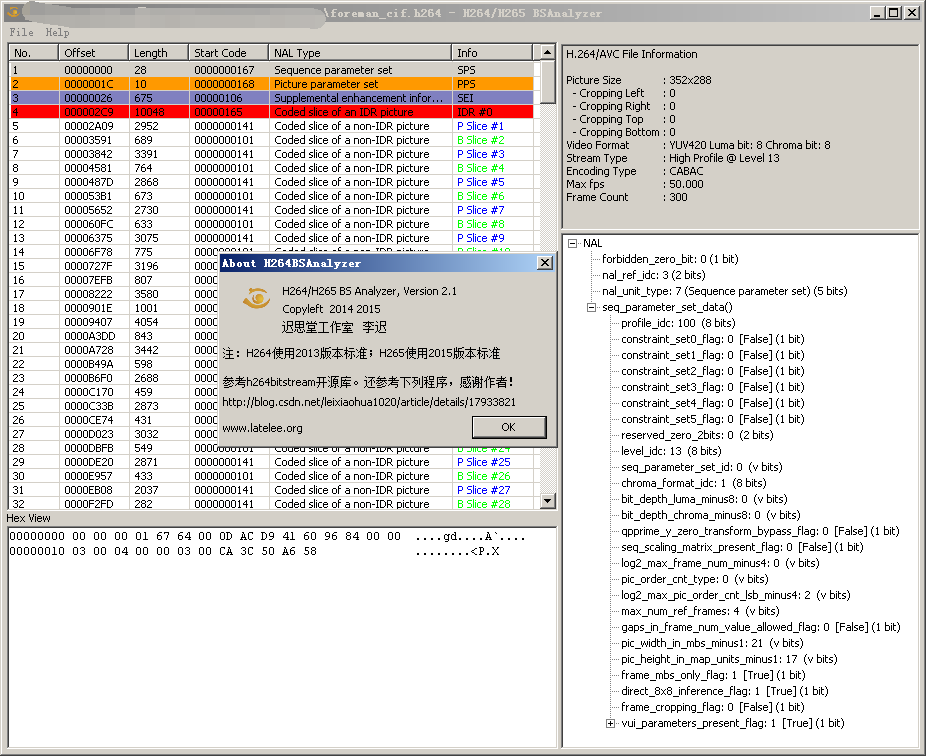 \foreman_cif.h264 - H264/H265 BSAnalyzer
File Help
No. Offset Length Start Code NAL Type Info
1 00000000 28 0000000167 Sequence parameter set SPS
2 0000001C 10 0000000168 Picture parameter set PPS
3 00000026 675 00000106 Supplemental enhancement infor... SEI
4 000002C9 10048 00000165 Coded slice of an IDR picture IDR #0
5 00002A09 2952 0000000141 Coded slice of a non-IDR picture P Slice #1
6 00003591 689 0000000101 Coded slice of a non-IDR picture B Slice #2
7 00003842 3391 0000000141 Coded slice of a non-IDR picture P Slice #3
8 00004581 764 0000000101 Coded slice of a non-IDR picture B Slice #4
9 0000487D 2868 0000000141 Coded slice of a non-IDR picture P Slice #5
10 000053B1 673 0000000101 Coded slice of a non-IDR picture B Slice #6
11 00005652 2730 0000000141 Coded slice of a non-IDR picture P Slice #7
12 000060FC 633 0000000101 Coded slice of a non-IDR picture B Slice #8
13 00006375 3075 0000000141 Coded slice of a non-IDR picture P Slice #9
14 00006F78 775
15 0000727F 3196
16 00007EFB 807
17 00008222 3580
18 0000901E 1001
19 00009407 4054
20 0000A3DD 843
21 0000A728 3442
22 0000B49A 598
23 0000B6F0 2688
24 0000C170 459
25 0000C33B 2873
26 0000CE74 431
27 0000D023 3032
28 0000DBFB 549
29 0000DE20 2871 0000000141 Coded slice of a non-IDR picture P Slice #25
30 0000E957 433 0000000101 Coded slice of a non-IDR picture B Slice #26
31 0000EB08 2037 0000000141 Coded slice of a non-IDR picture P Slice #27
32 0000F2FD 282 0000000101 Coded slice of a non-IDR picture B Slice #28
About H264BSAnalyzer
H264/H265 BS Analyzer, Version 2.1
Copyleft 2014 2015
迟思堂工作室 李迟
注：H264使用2013版本标准；H265使用2015版本标准
参考h264bitstream开源库。还参考下列程序，感谢作者！
http://blog.csdn.net/leixiaohua1020/article/details/17933821
www.latelee.org
OK
Hex View
00000000 00 00 00 01 67 64 00 0D AC D9 41 60 96 84 00 00 ....gd....A`....
00000010 03 00 04 00 00 03 00 CA 3C 50 A6 58 ........<P.X
H.264/AVC File Information
Picture Size : 352x288
- Cropping Left : 0
- Cropping Right : 0
- Cropping Top : 0
- Cropping Bottom : 0
Video Format : YUV420 Luma bit: 8 Chroma bit: 8
Stream Type : High Profile @ Level 13
Encoding Type : CABAC
Max fps : 50.000
Frame Count : 300
NAL
forbidden_zero_bit: 0 (1 bit)
nal_ref_idc: 3 (2 bits)
nal_unit_type: 7 (Sequence parameter set) (5 bits)
seq_parameter_set_data()
profile_idc: 100 (8 bits)
constraint_set0_flag: 0 [False] (1 bit)
constraint_set1_flag: 0 [False] (1 bit)
constraint_set2_flag: 0 [False] (1 bit)
constraint_set3_flag: 0 [False] (1 bit)
constraint_set4_flag: 0 [False] (1 bit)
constraint_set5_flag: 0 [False] (1 bit)
reserved_zero_2bits: 0 (2 bits)
level_idc: 13 (8 bits)
seq_parameter_set_id: 0 (v bits)
chroma_format_idc: 1 (8 bits)
bit_depth_luma_minus8: 0 (v bits)
bit_depth_chroma_minus8: 0 (v bits)
qpprime_y_zero_transform_bypass_flag: 0 [False] (1 bit)
seq_scaling_matrix_present_flag: 0 [False] (1 bit)
log2_max_frame_num_minus4: 0 (v bits)
pic_order_cnt_type: 0 (v bits)
log2_max_pic_order_cnt_lsb_minus4: 2 (v bits)
max_num_ref_frames: 4 (v bits)
gaps_in_frame_num_value_allowed_flag: 0 [False] (1 bit)
pic_width_in_mbs_minus1: 21 (v bits)
pic_height_in_map_units_minus1: 17 (v bits)
frame_mbs_only_flag: 1 [True] (1 bit)
direct_8x8_inference_flag: 1 [True] (1 bit)
frame_cropping_flag: 0 [False] (1 bit)
vui_parameters_present_flag: 1 [True] (1 bit)